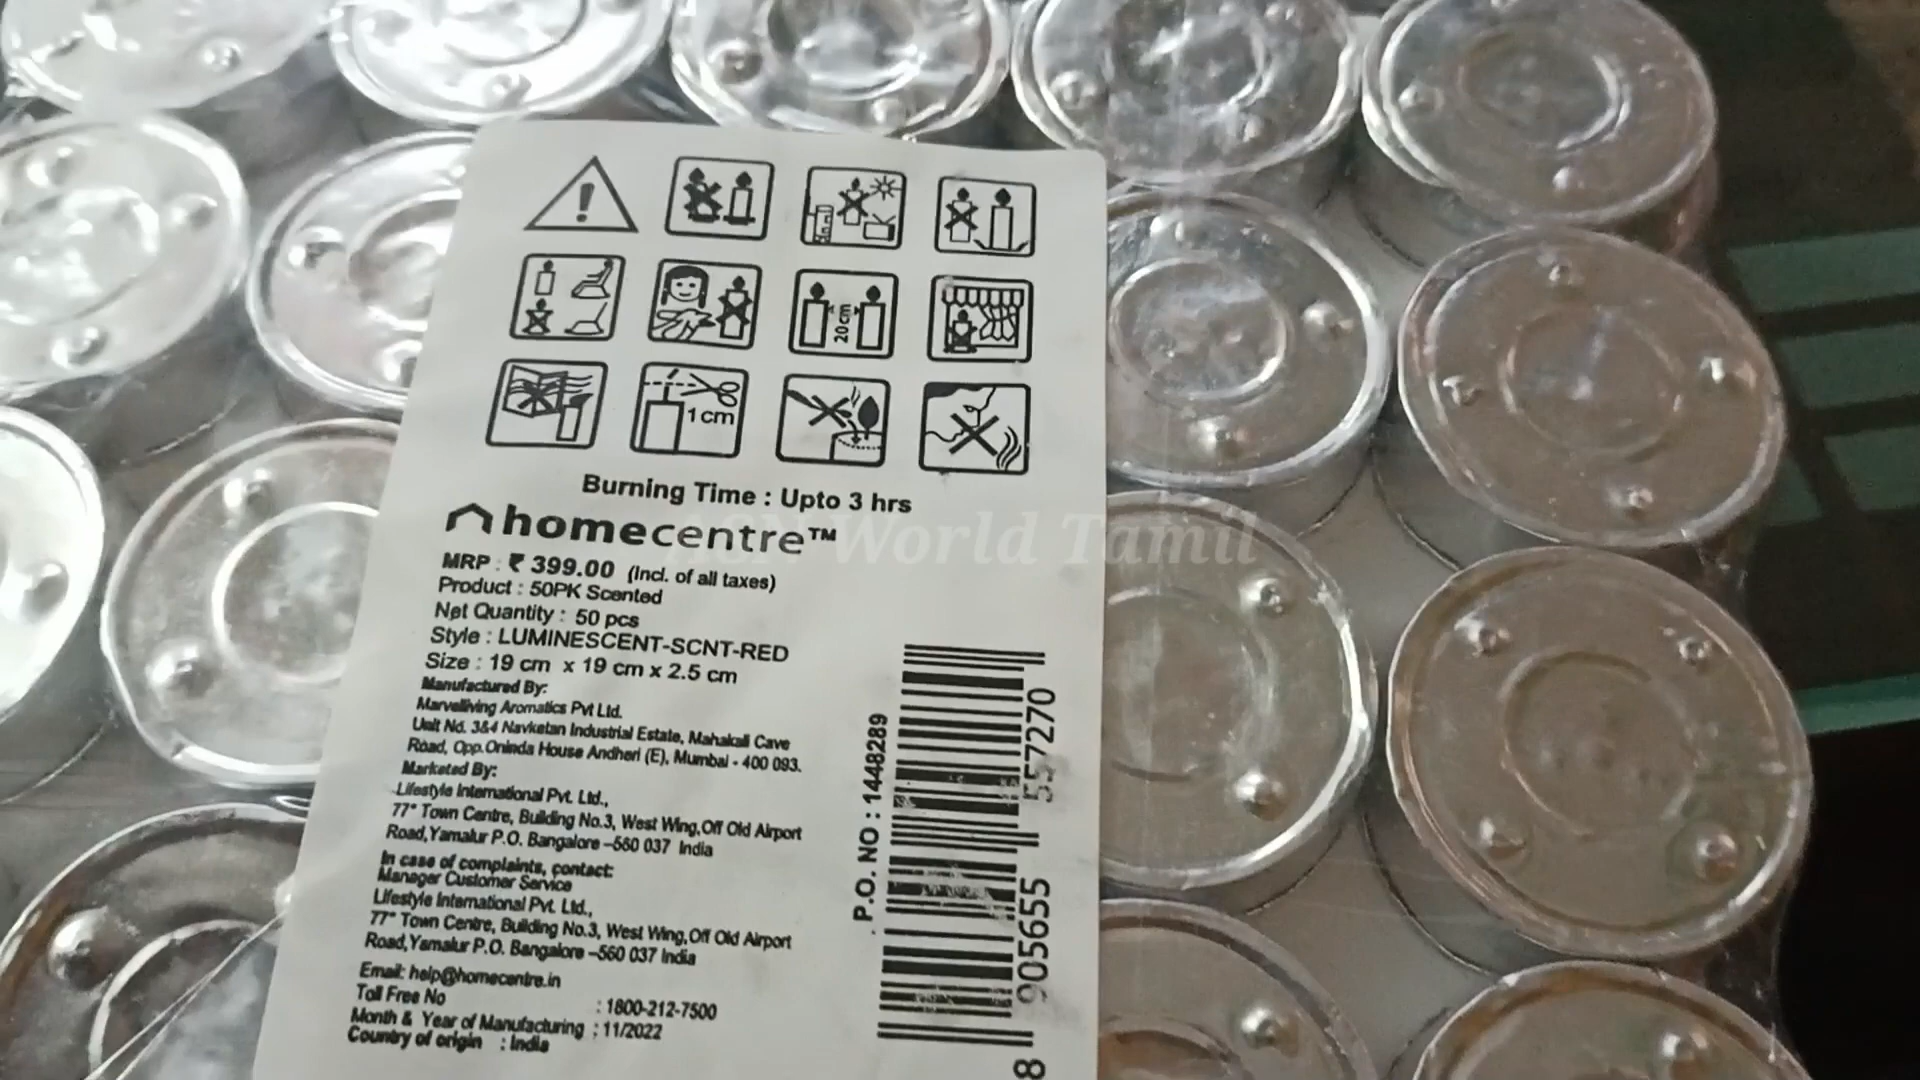 20 cm
1 cm
Burning Time : Upto 3 hrs
homecentre™
MRP : ₹ 399.00 (Incl. of all taxes)
Product : 50PK Scented
Net Quantity : 50 pcs
Style : LUMINESCENT-SCNT-RED
Size : 19 cm x 19 cm x 2.5 cm
Manufactured By:
Marvelliving Aromatics Pvt Ltd.
Unit No. 3&4 Navketan Industrial Estate, Mahakali Cave
Road, Opp.Oninda House Andheri (E), Mumbai - 400 093.
Marketed By:
Lifestyle International Pvt. Ltd.,
77° Town Centre, Building No.3, West Wing,Off Old Airport
Road,Yamalur P.O. Bangalore –560 037 India
In case of complaints, contact:
Manager Customer Service
Lifestyle International Pvt. Ltd.,
77° Town Centre, Building No.3, West Wing,Off Old Airport
Road,Yamalur P.O. Bangalore –560 037 India
Email: help@homecentre.in
Toll Free No : 1800-212-7500
Month & Year of Manufacturing : 11/2022
Country of origin : India
P.O. NO : 1448289
8 905655 557270
ASN World Tamil